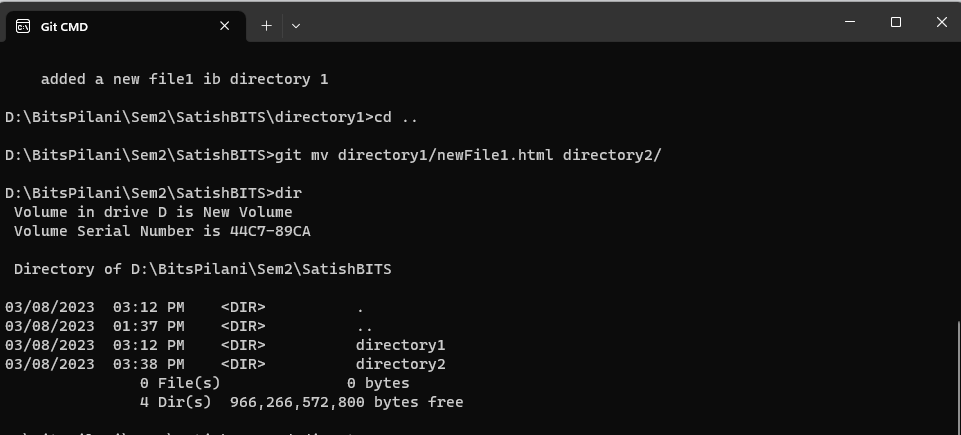 Git CMD
added a new file1 ib directory 1
D:\BitsPilani\Sem2\SatishBITS\directory1>cd ..
D:\BitsPilani\Sem2\SatishBITS>git mv directory1/newFile1.html directory2/
D:\BitsPilani\Sem2\SatishBITS>dir
 Volume in drive D is New Volume
 Volume Serial Number is 44C7-89CA
 Directory of D:\BitsPilani\Sem2\SatishBITS
03/08/2023  03:12 PM    <DIR>          .
03/08/2023  01:37 PM    <DIR>          ..
03/08/2023  03:12 PM    <DIR>          directory1
03/08/2023  03:38 PM    <DIR>          directory2
               0 File(s)              0 bytes
               4 Dir(s)  966,266,572,800 bytes free